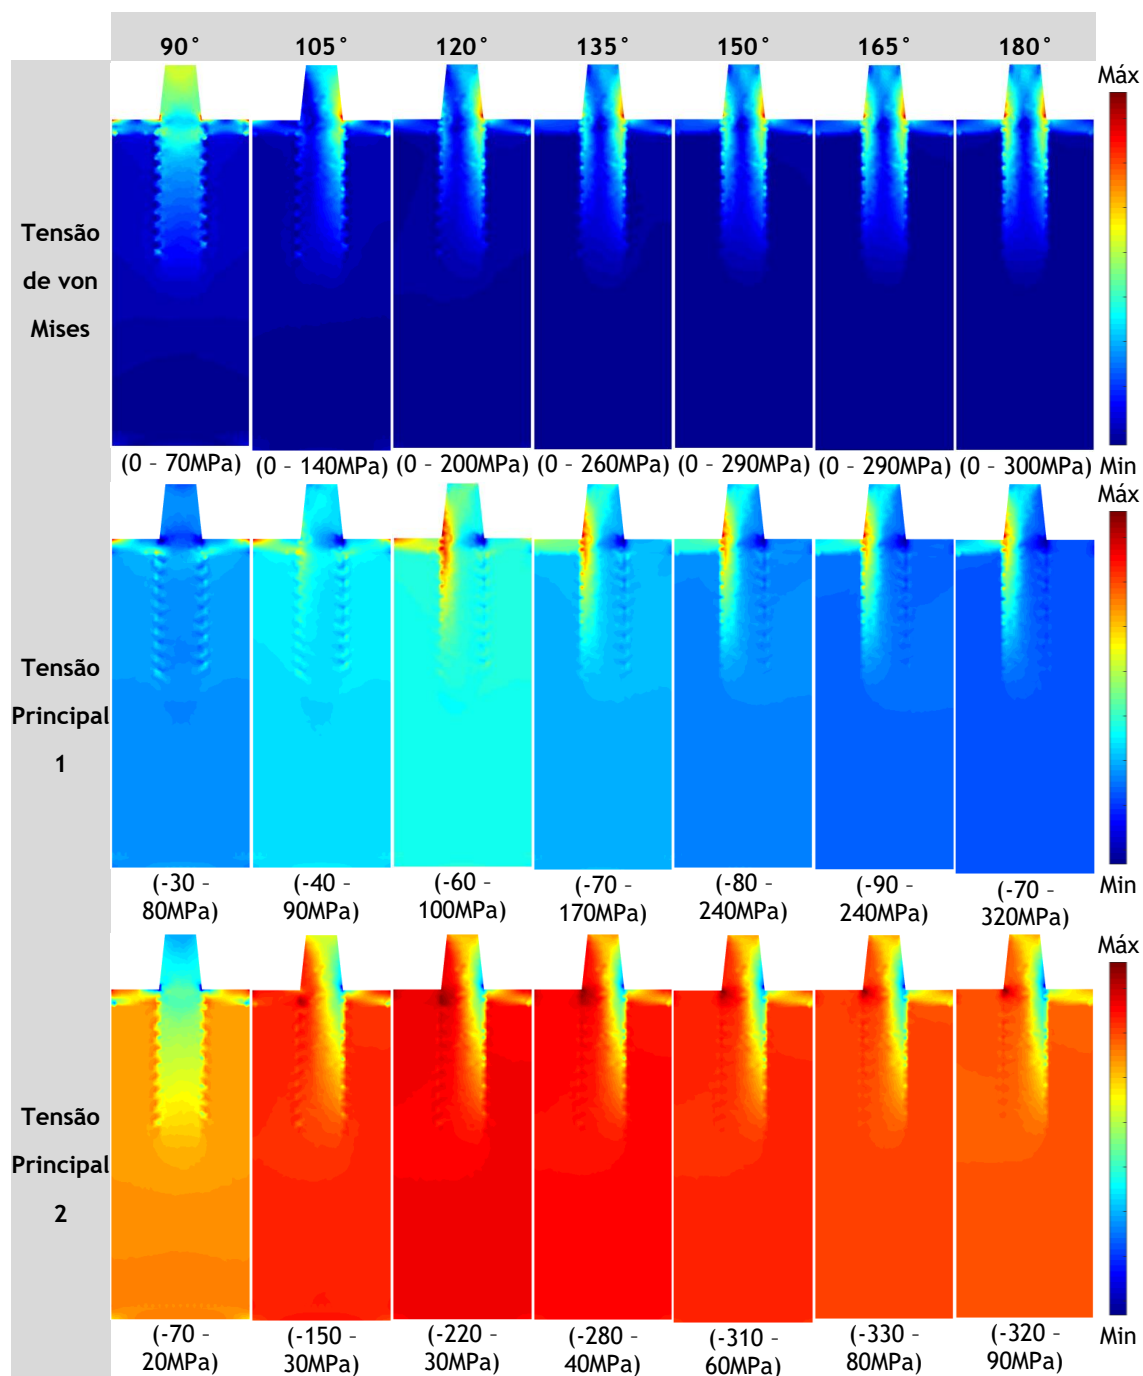 90° 105° 120° 135° 150° 165° 180°
Máx
Tensão
de von
Mises
Min
(0 – 70MPa) (0 – 140MPa) (0 – 200MPa) (0 – 260MPa) (0 – 290MPa) (0 – 290MPa) (0 – 300MPa)
Máx
Tensão
Principal
1
Min
(-30 – (-40 – (-60 – (-70 – (-80 – (-90 – (-70 –
80MPa) 90MPa) 100MPa) 170MPa) 240MPa) 240MPa) 320MPa)
Máx
Tensão
Principal
2
Min
(-70 – (-150 – (-220 – (-280 – (-310 – (-330 – (-320 –
20MPa) 30MPa) 30MPa) 40MPa) 60MPa) 80MPa) 90MPa)